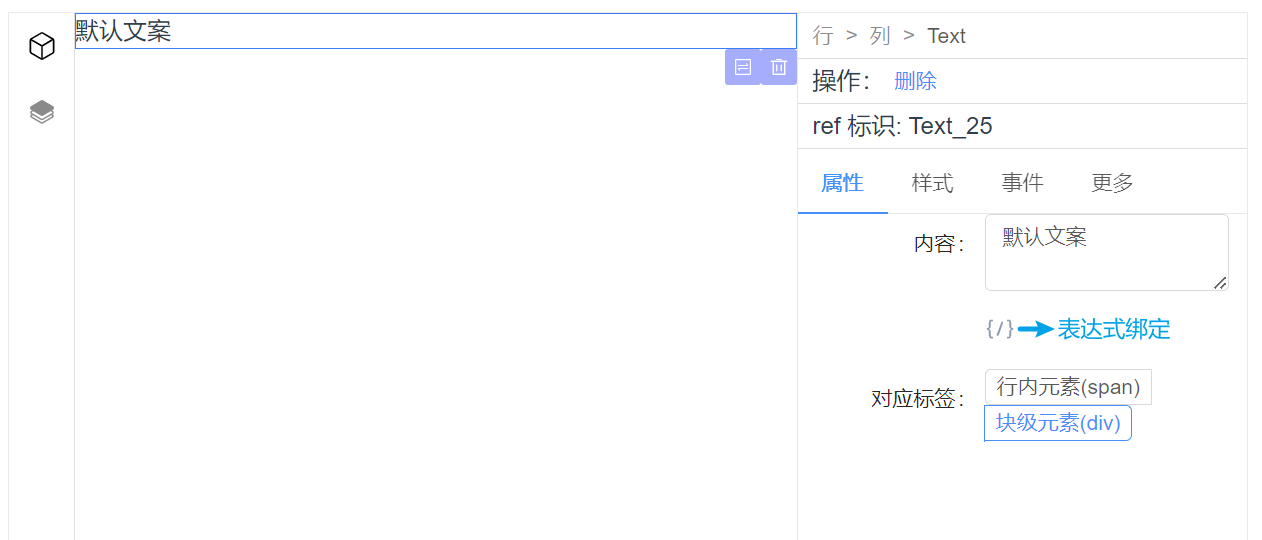 默认文案
行 > 列 > Text
操作： 删除
ref 标识: Text_25
属性 样式 事件 更多
内容： 默认文案
{/} 表达式绑定
对应标签： 行内元素(span)
块级元素(div)